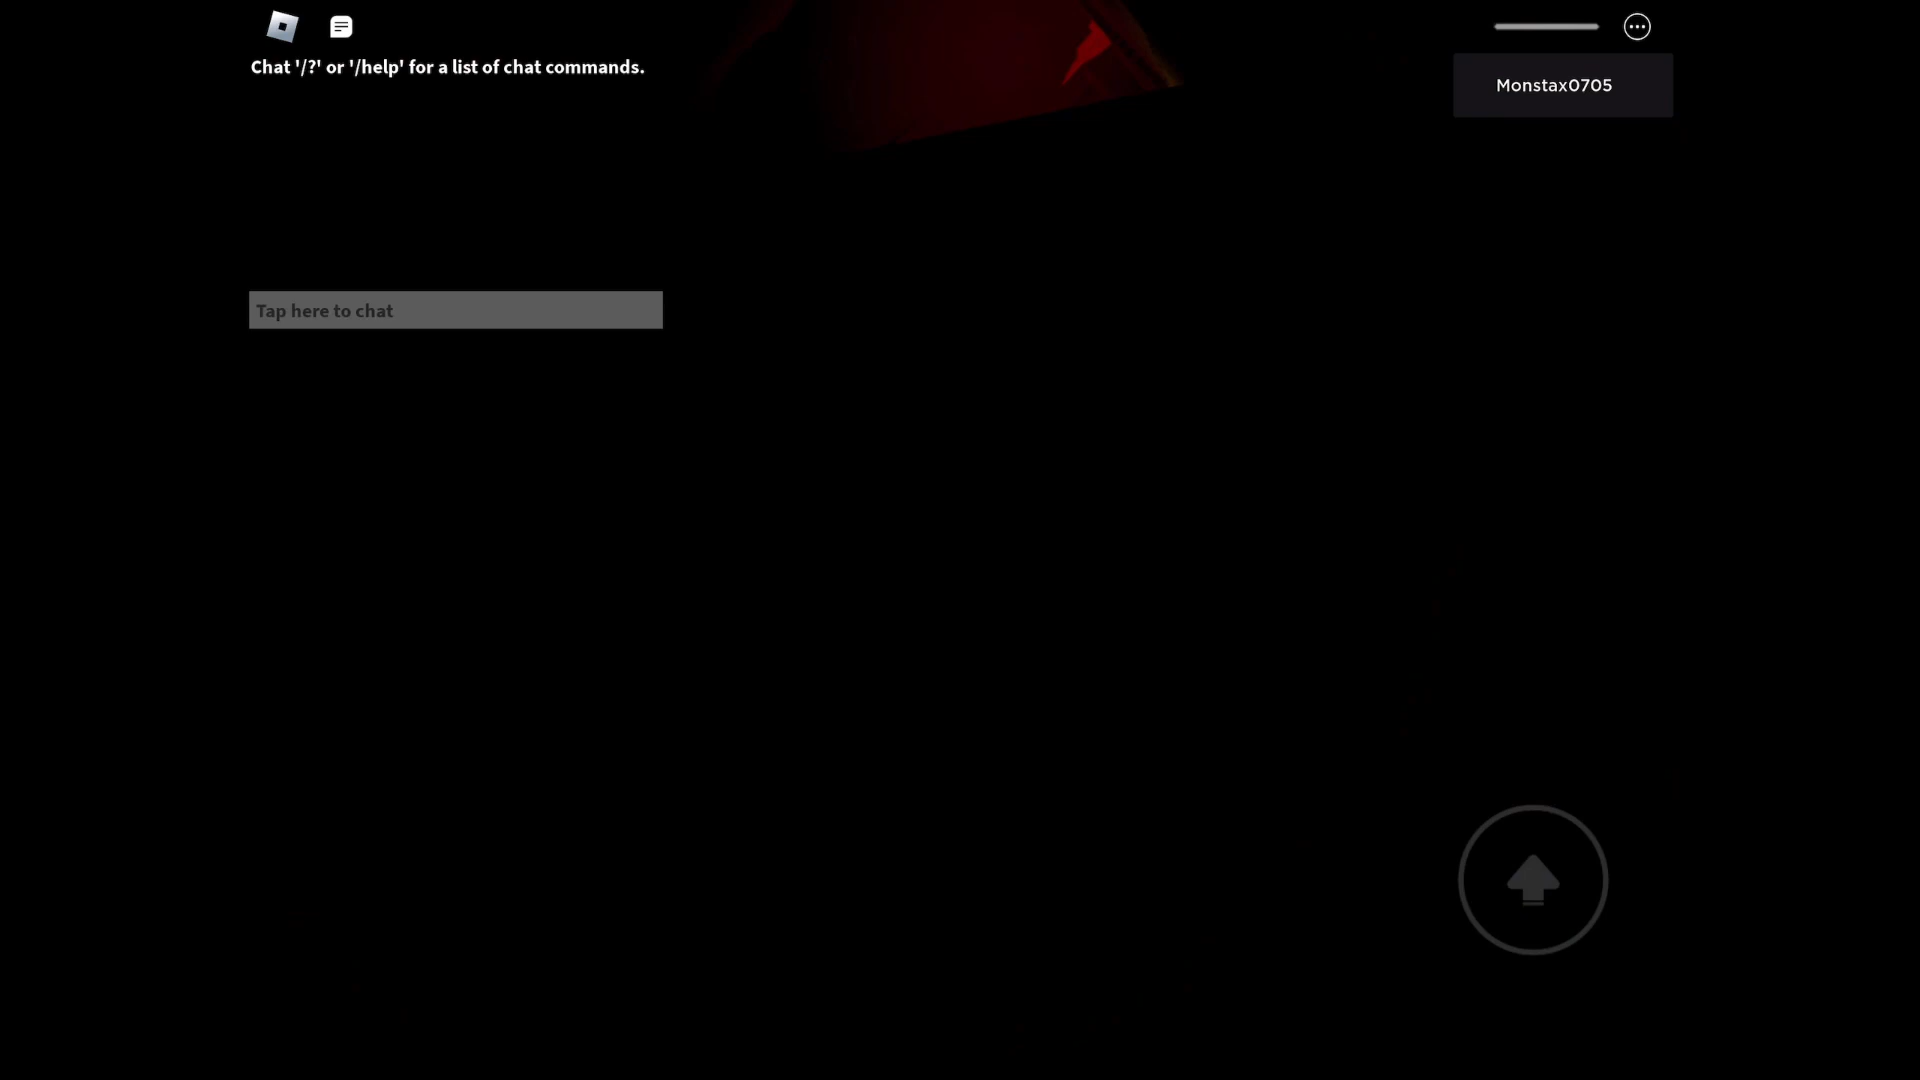 Chat '/?' or '/help' for a list of chat commands.
Monstax0705
Tap here to chat